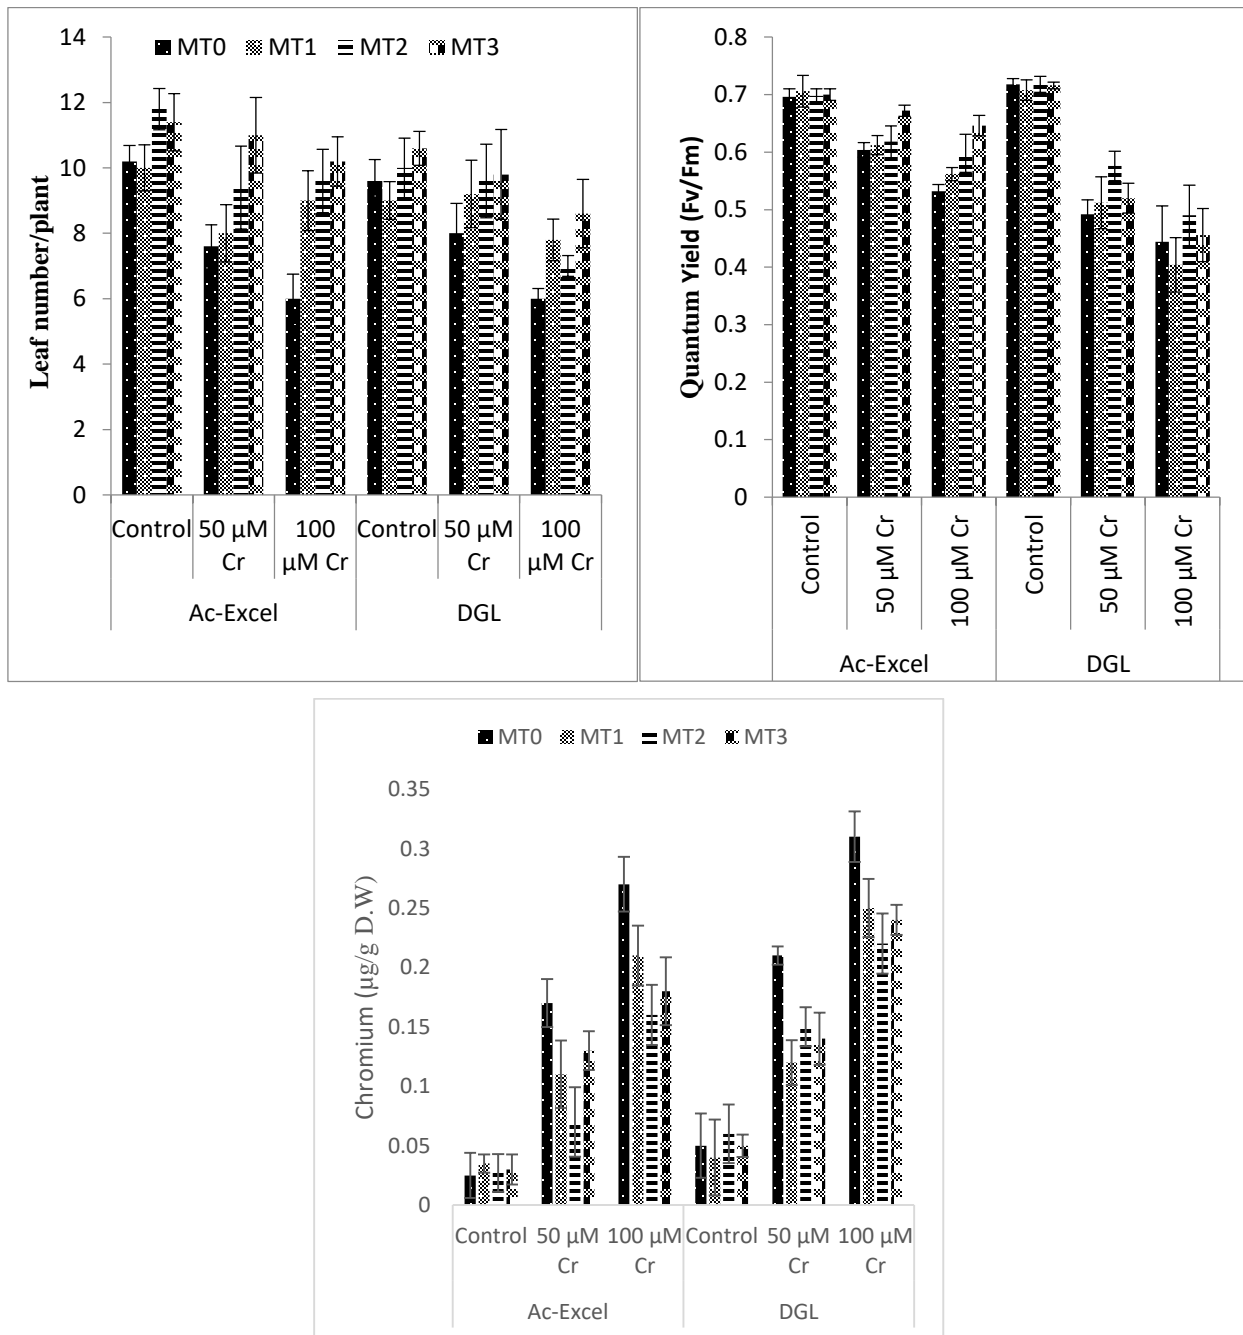 14
12
10
8
6
4
2
0
Leaf number/plant
MT0 MT1 MT2 MT3
Control 50 µM Cr 100 µM Cr Control 50 µM Cr 100 µM Cr
Ac-Excel DGL
0.8
0.7
0.6
0.5
0.4
0.3
0.2
0.1
0
Quantum Yield (Fv/Fm)
Control 50 µM Cr 100 µM Cr Control 50 µM Cr 100 µM Cr
Ac-Excel DGL
MT0 MT1 MT2 MT3
0.35
0.3
0.25
0.2
0.15
0.1
0.05
0
Chromium (µg/g D.W)
Control 50 µM Cr 100 µM Cr Control 50 µM Cr 100 µM Cr
Ac-Excel DGL